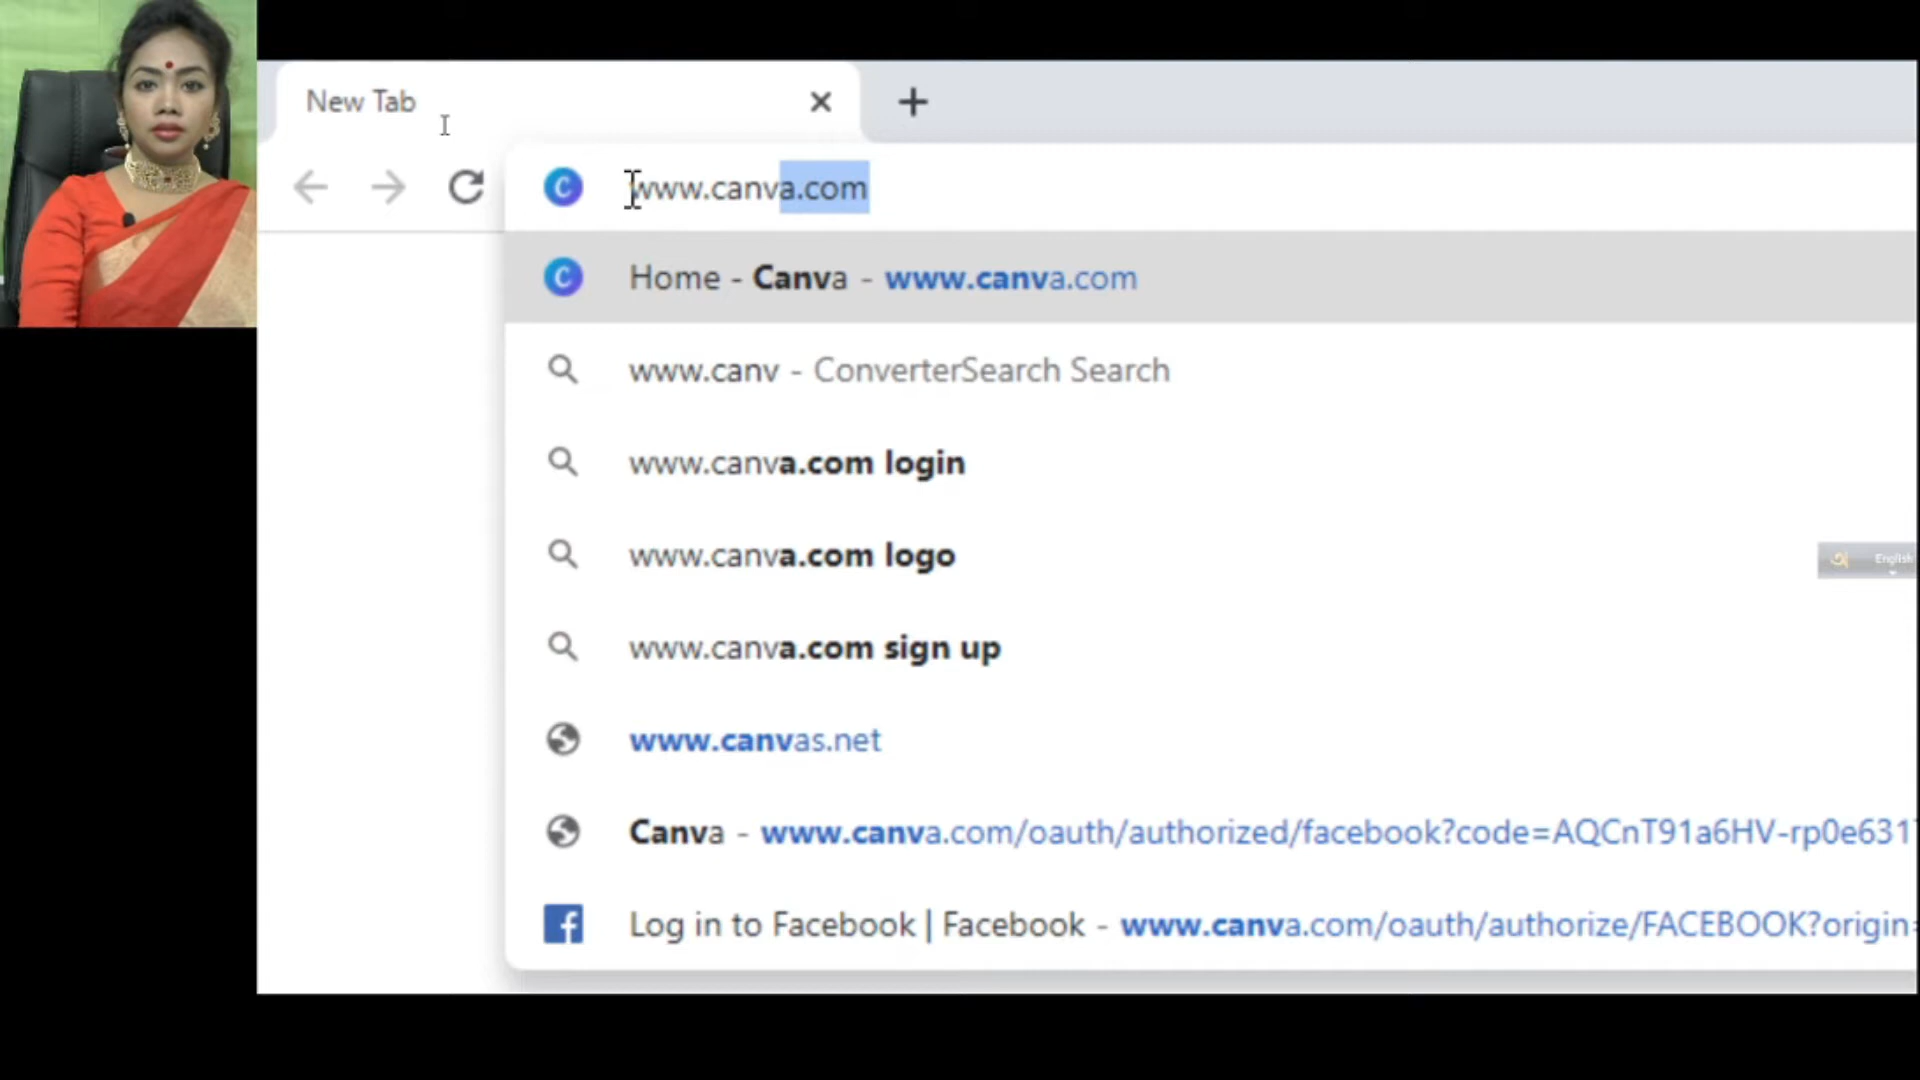 New Tab
www.canva.com
Home - Canva - www.canva.com
www.canv - ConverterSearch Search
www.canva.com login
www.canva.com logo
www.canva.com sign up
www.canvas.net
Canva - www.canva.com/oauth/authorized/facebook?code=AQCnT91a6HV-rp0e631
Log in to Facebook | Facebook - www.canva.com/oauth/authorize/FACEBOOK?origin=
அ English